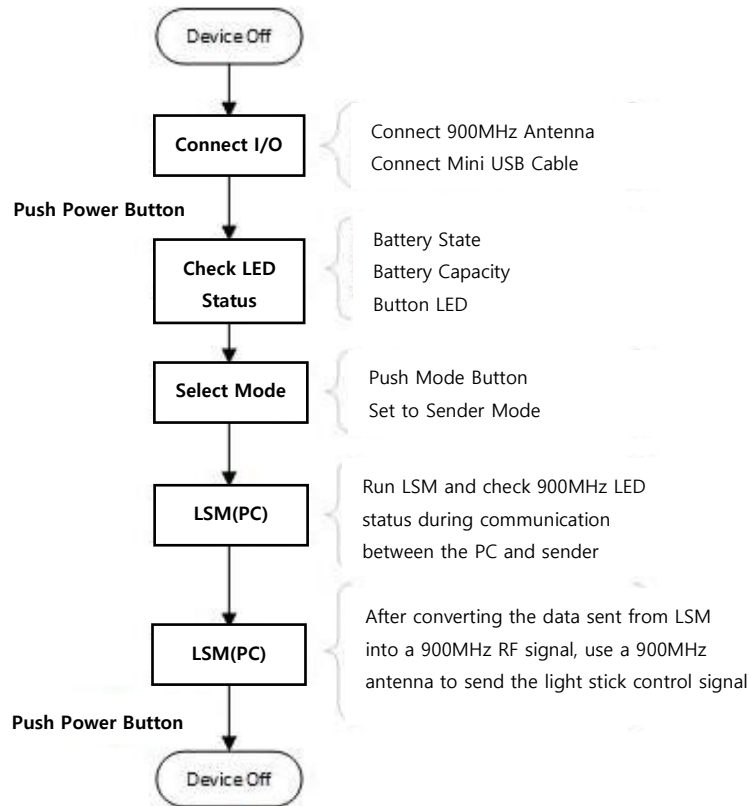 Device Off
Connect I/O
Connect 900MHz Antenna
Connect Mini USB Cable
Push Power Button
Check LED
Status
Battery State
Battery Capacity
Button LED
Select Mode
Push Mode Button
Set to Sender Mode
LSM(PC)
Run LSM and check 900MHz LED
status during communication
between the PC and sender
LSM(PC)
After converting the data sent from LSM
into a 900MHz RF signal, use a 900MHz
antenna to send the light stick control signal
Push Power Button
Device Off